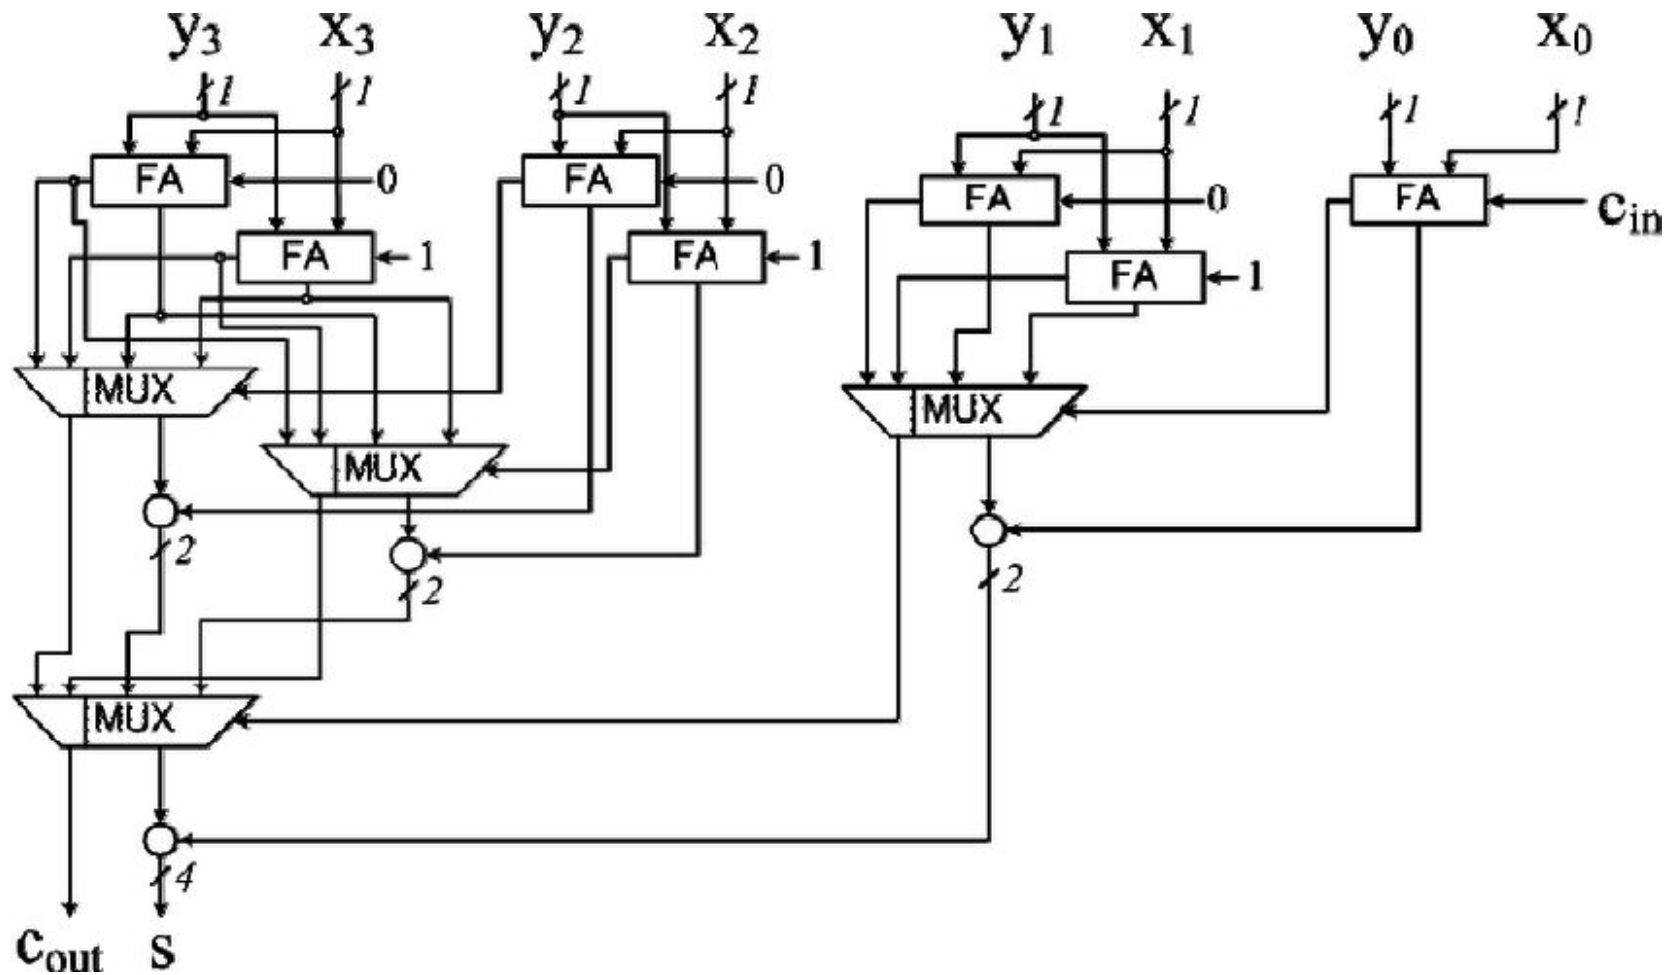 y3 x3 y2 x2 y1 x1 y0 x0
1 1 1 1 1 1 1 1
FA 0 FA 0 FA 0 FA cin
FA 1 FA 1 FA 1
MUX MUX
MUX
2 2 2
MUX
4
cout s